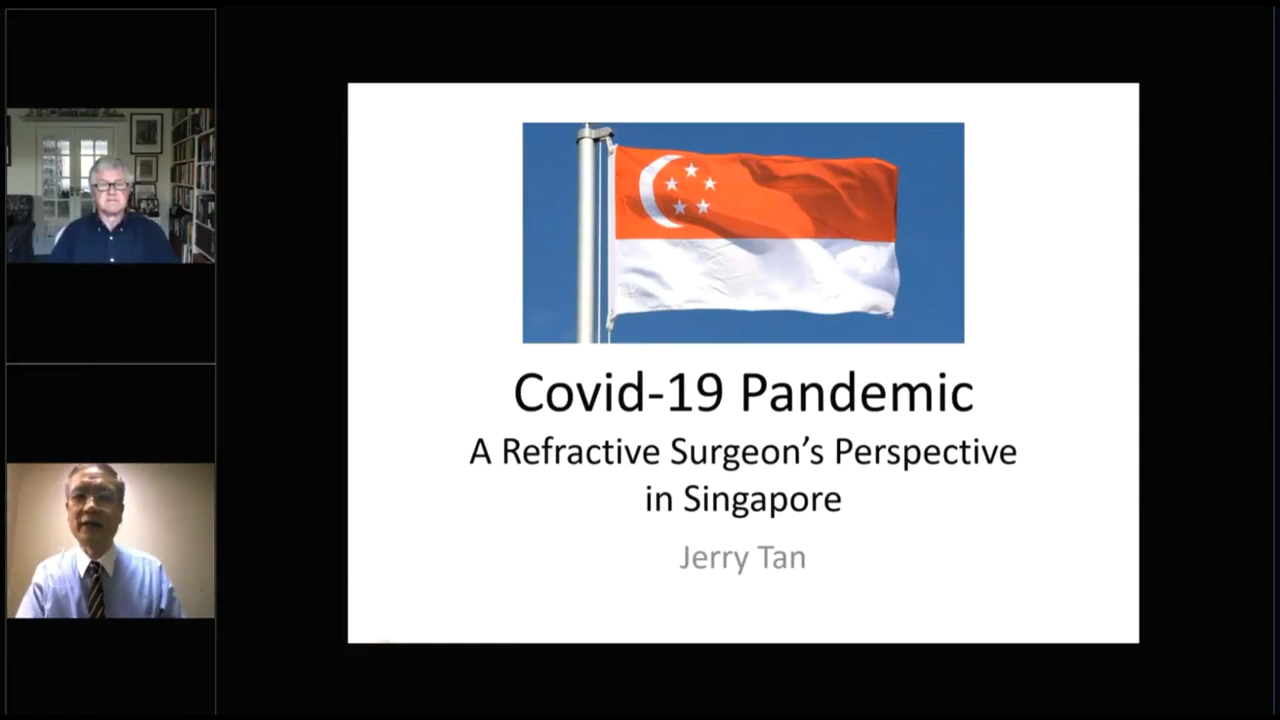 Covid-19 Pandemic
A Refractive Surgeon’s Perspective
in Singapore
Jerry Tan